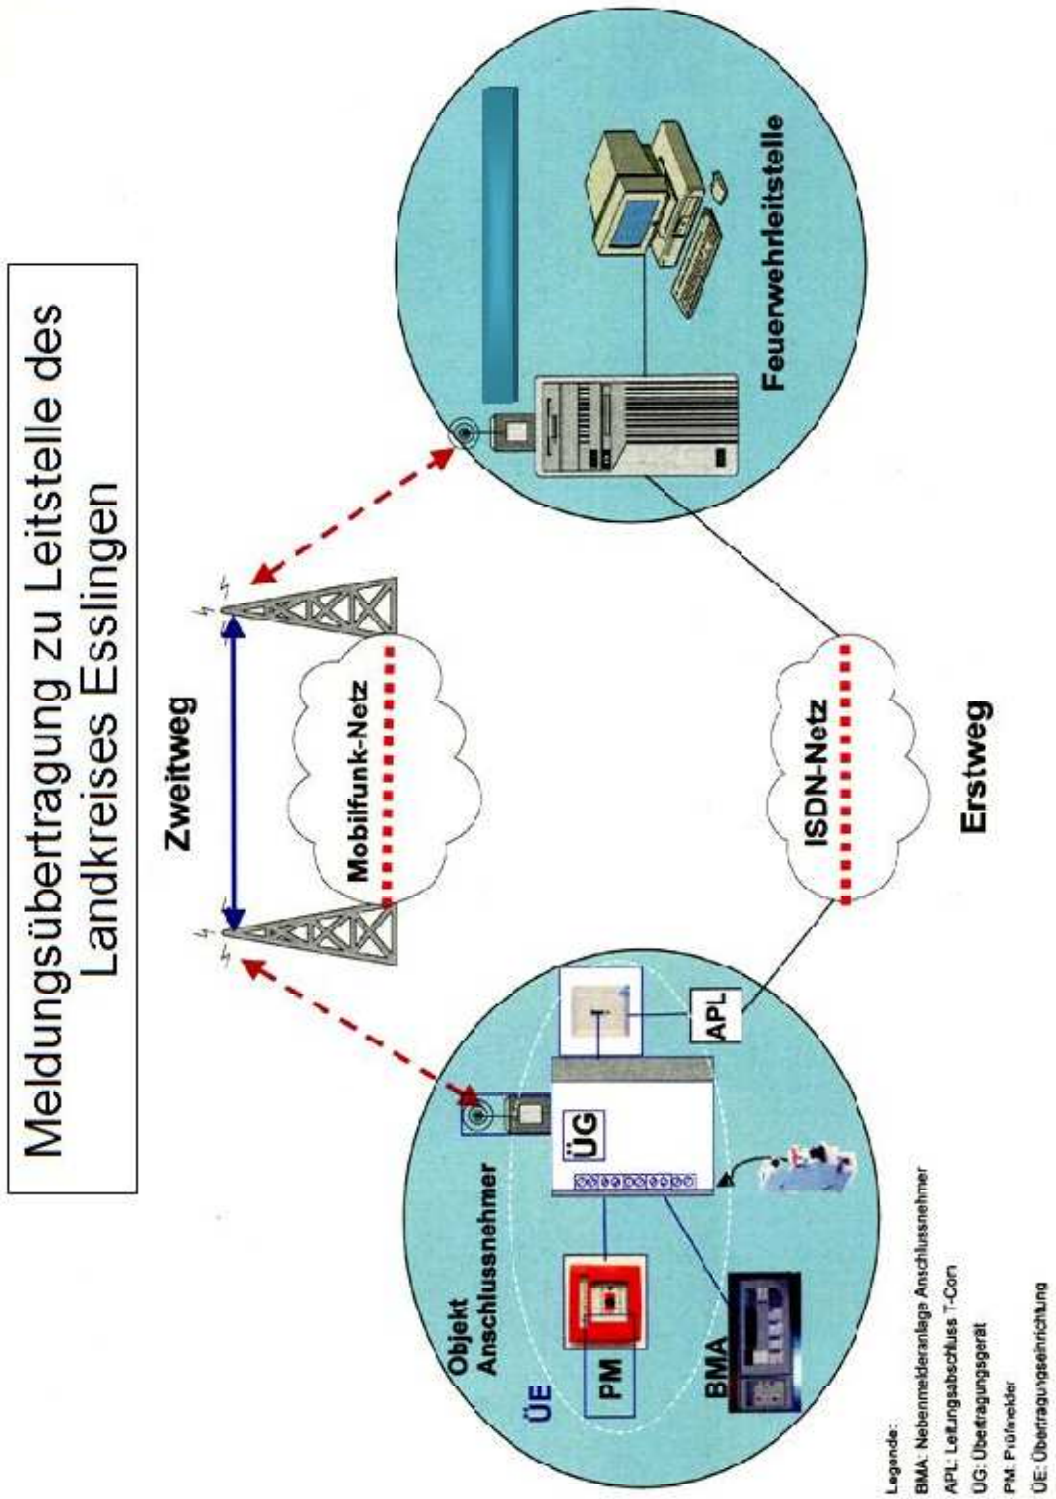 Meldungsübertragung zu Leitstelle des
Landkreises Esslingen
Zweitweg
Mobilfunk-Netz
Objekt
Anschlussnehmer
ÜE
PM
ÜG
BMA
APL
ISDN-Netz
Erstweg
Feuerwehrleitstelle
Legende:
BMA: Nebenmelderanlage Anschlussnehmer
APL: Leitungsabschluss T-Com
ÜG: Übertragungsgerät
PM: Prüfmelder
ÜE: Übertragungseinrichtung